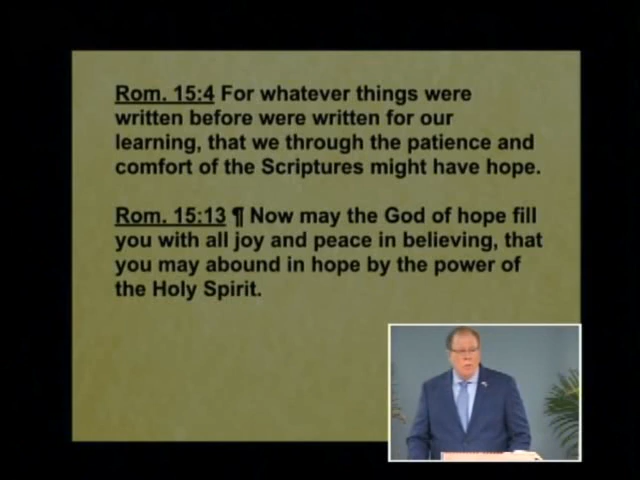 Rom. 15:4 For whatever things were
written before were written for our
learning, that we through the patience and
comfort of the Scriptures might have hope.
Rom. 15:13 ¶ Now may the God of hope fill
you with all joy and peace in believing, that
you may abound in hope by the power of
the Holy Spirit.